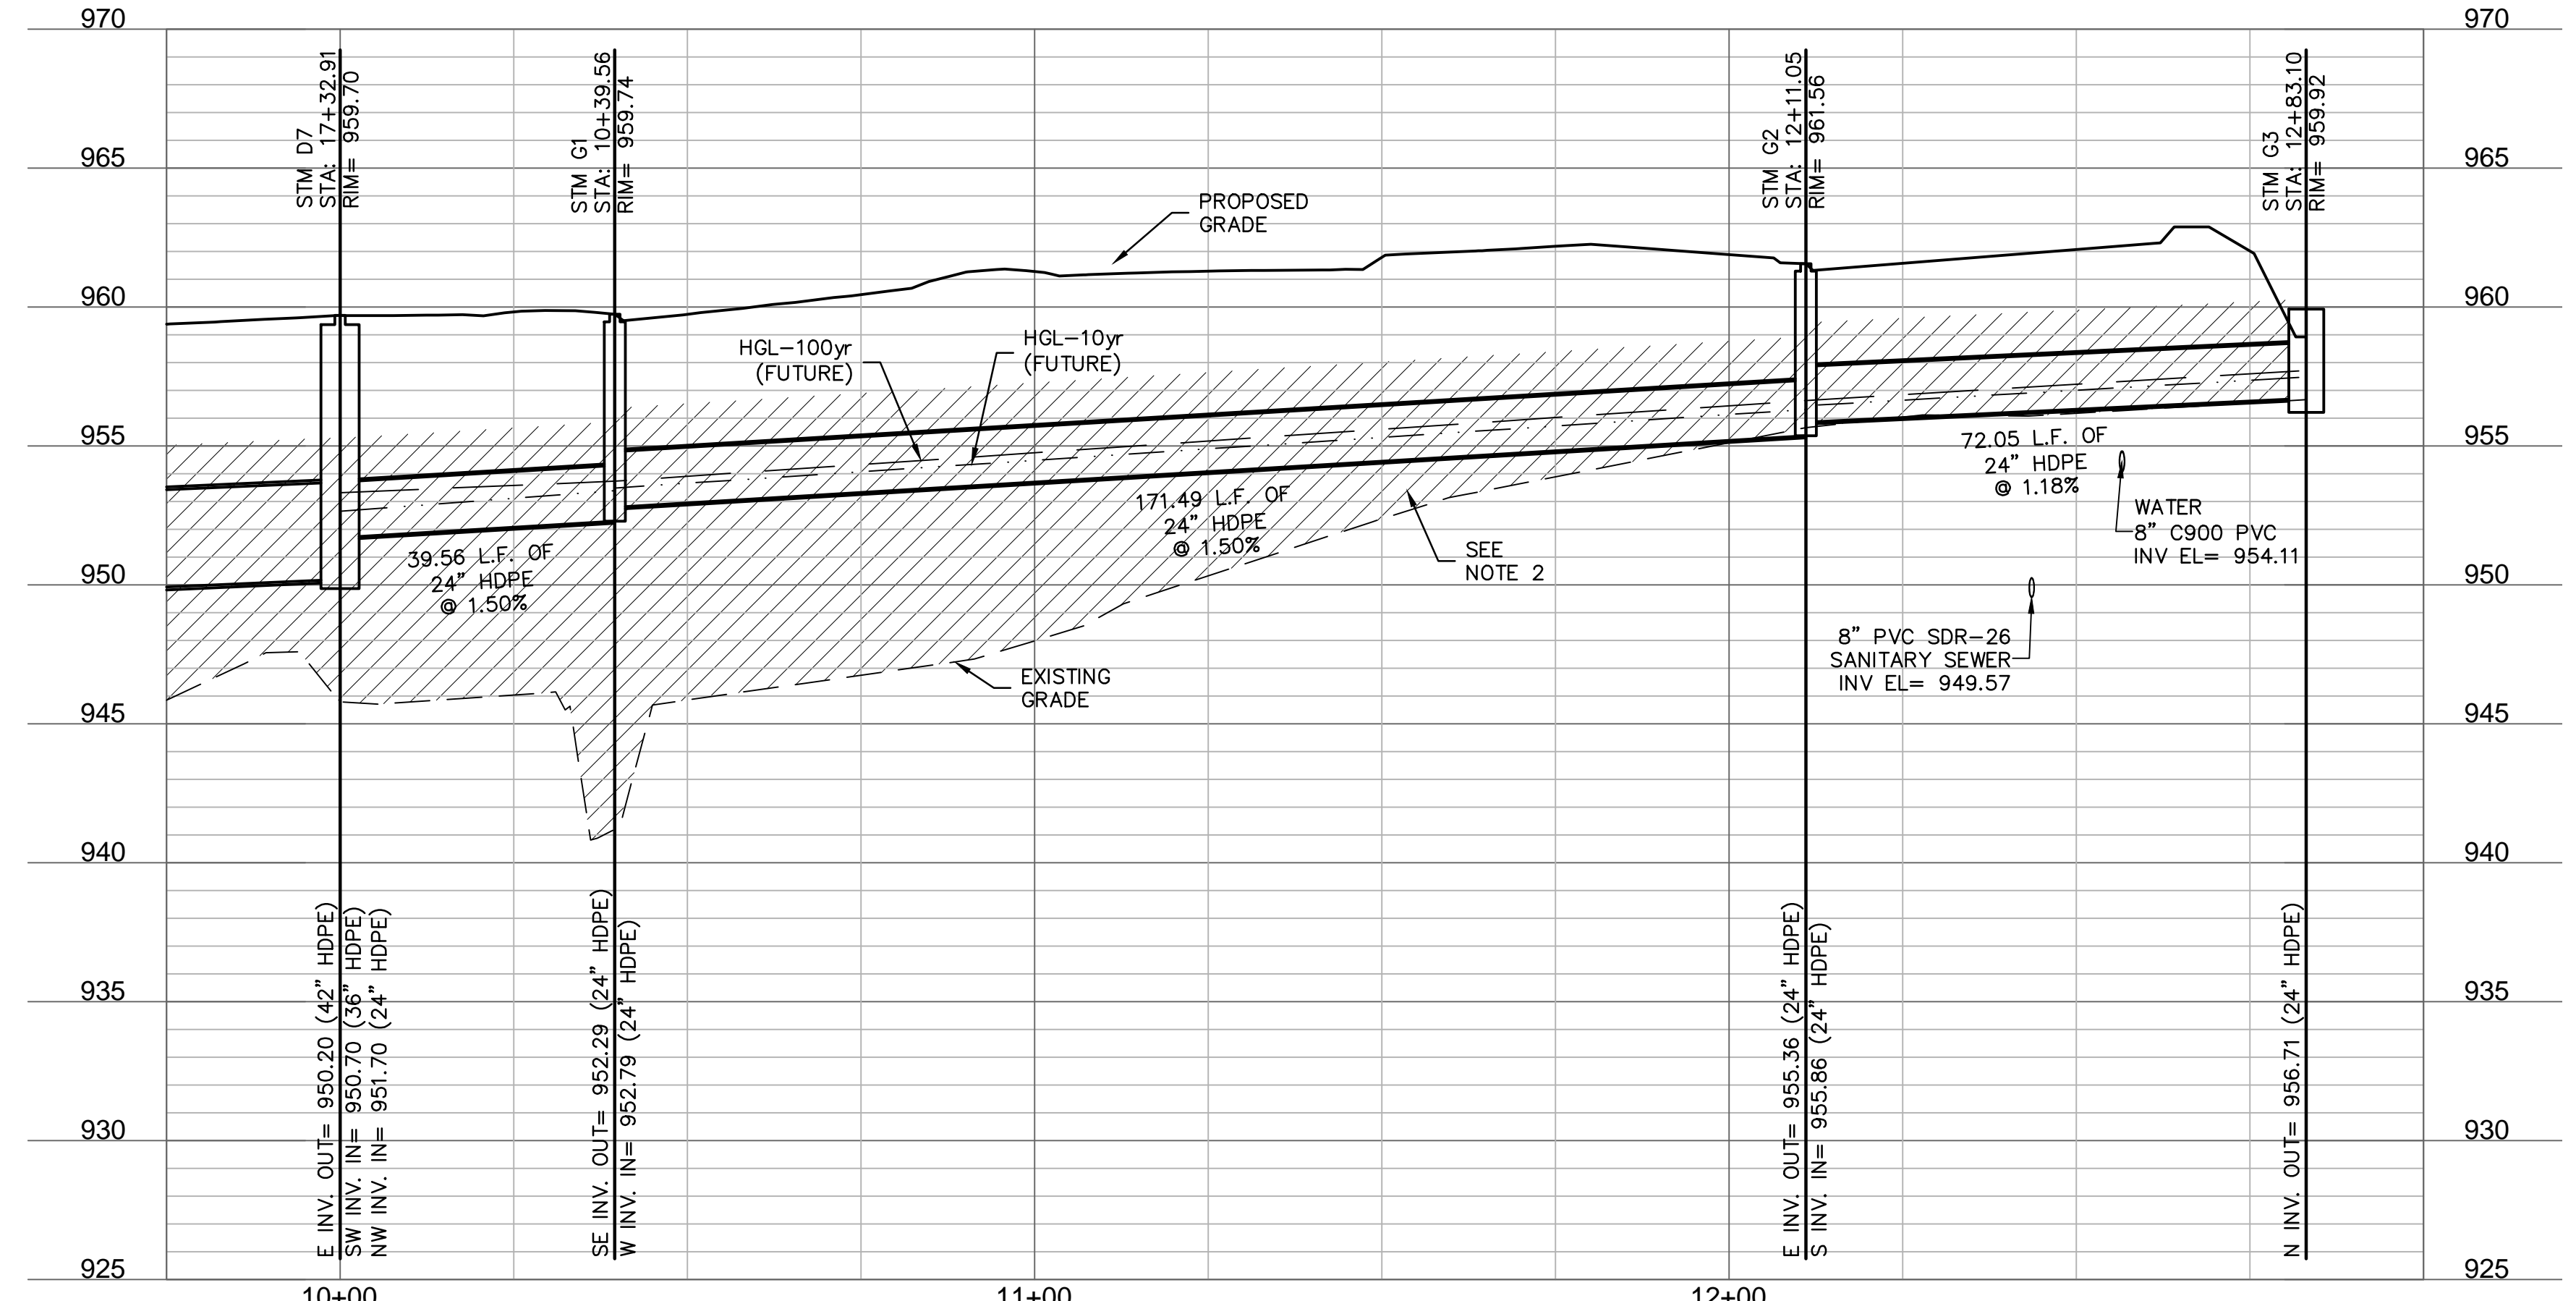 970
970
STM D7
STA: 17+32.91
RIM= 959.70
STM G1
STA: 10+39.56
RIM= 959.74
STM G2
STA: 12+11.05
RIM= 961.56
STM G3
STA: 12+83.10
RIM= 959.92
965
965
PROPOSED
GRADE
960
960
HGL-100yr
(FUTURE)
HGL-10yr
(FUTURE)
955
955
39.56 L.F. OF
24" HDPE
@ 1.50%
171.49 L.F. OF
24" HDPE
@ 1.50%
SEE
NOTE 2
72.05 L.F. OF
24" HDPE
@ 1.18%
WATER
8" C900 PVC
INV EL= 954.11
950
950
8" PVC SDR-26
SANITARY SEWER
INV EL= 949.57
EXISTING
GRADE
945
945
940
940
E INV. OUT= 950.20 (42" HDPE)
SW INV. IN= 950.70 (36" HDPE)
NW INV. IN= 951.70 (24" HDPE)
SE INV. OUT= 952.29 (24" HDPE)
W INV. IN= 952.79 (24" HDPE)
E INV. OUT= 955.36 (24" HDPE)
S INV. IN= 955.86 (24" HDPE)
N INV. OUT= 956.71 (24" HDPE)
935
935
930
930
925
925
10+00
11+00
12+00